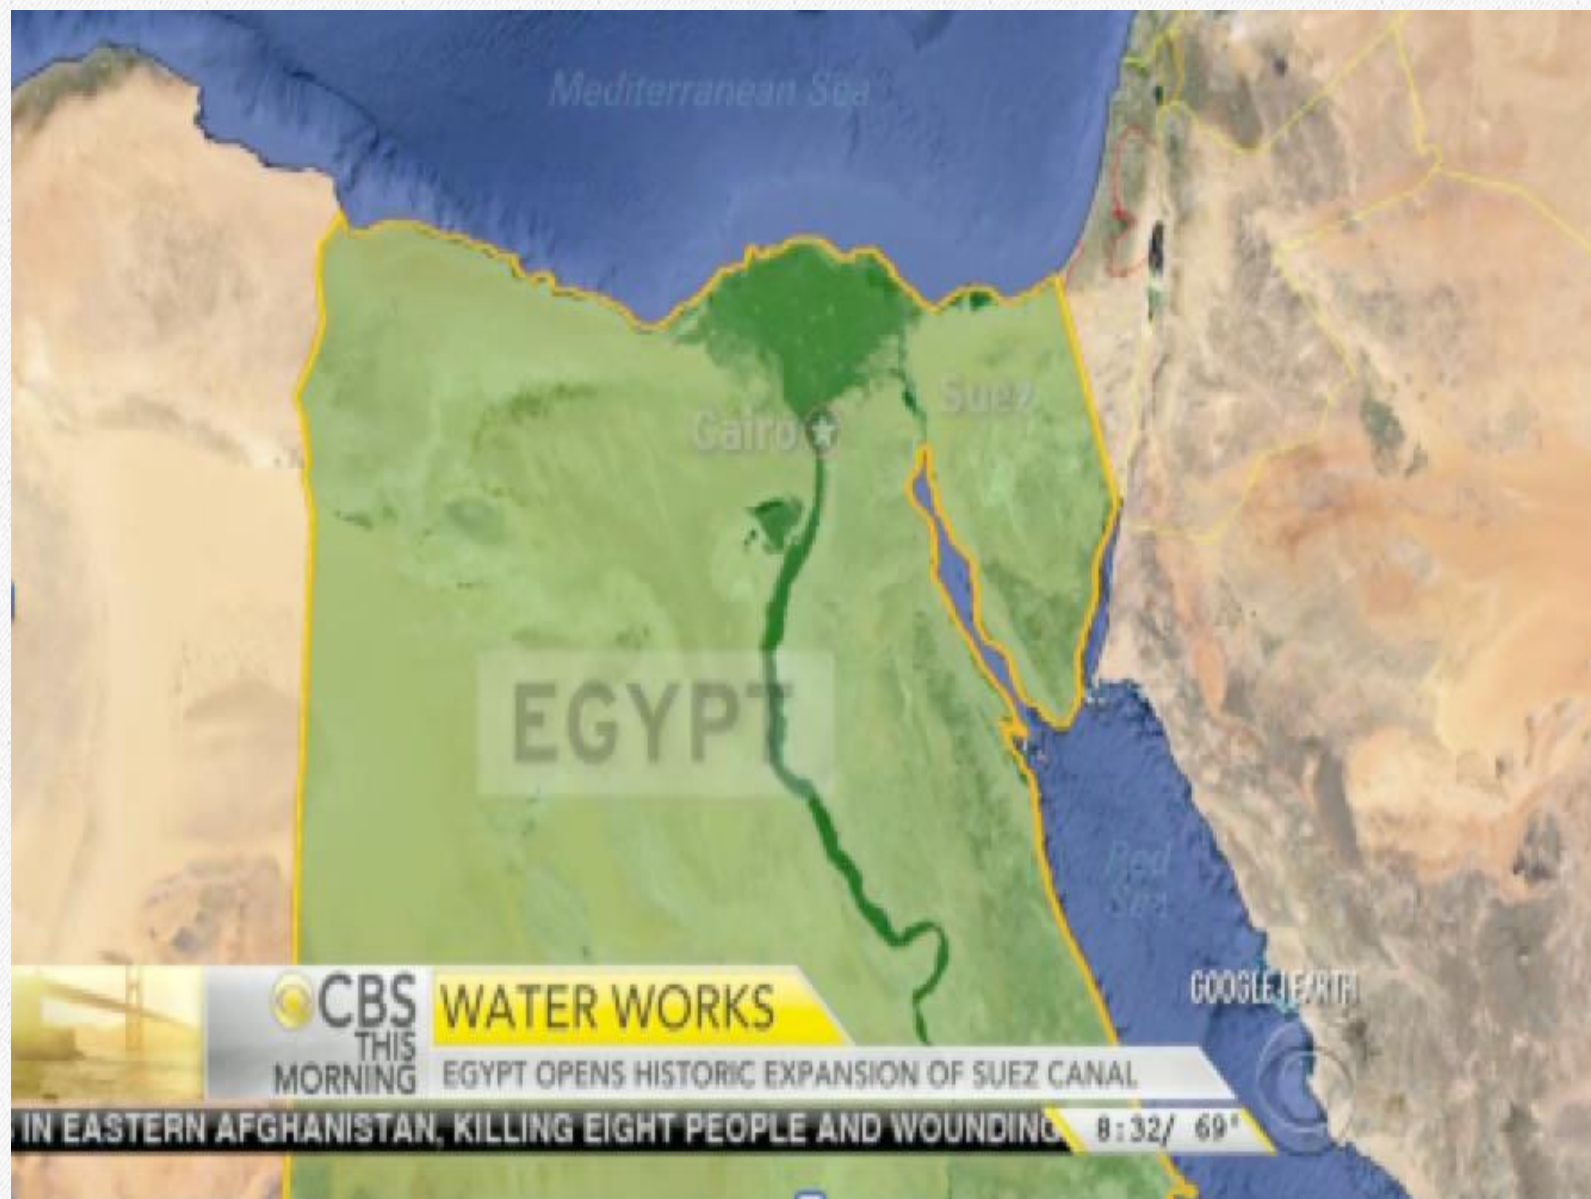 Mediterranean Sea
Suez
Cairo
EGYPT
Red
Sea
GOOGLE EARTH
CBS
THIS
MORNING
WATER WORKS
EGYPT OPENS HISTORIC EXPANSION OF SUEZ CANAL
IN EASTERN AFGHANISTAN, KILLING EIGHT PEOPLE AND WOUNDING
8:32/ 69°